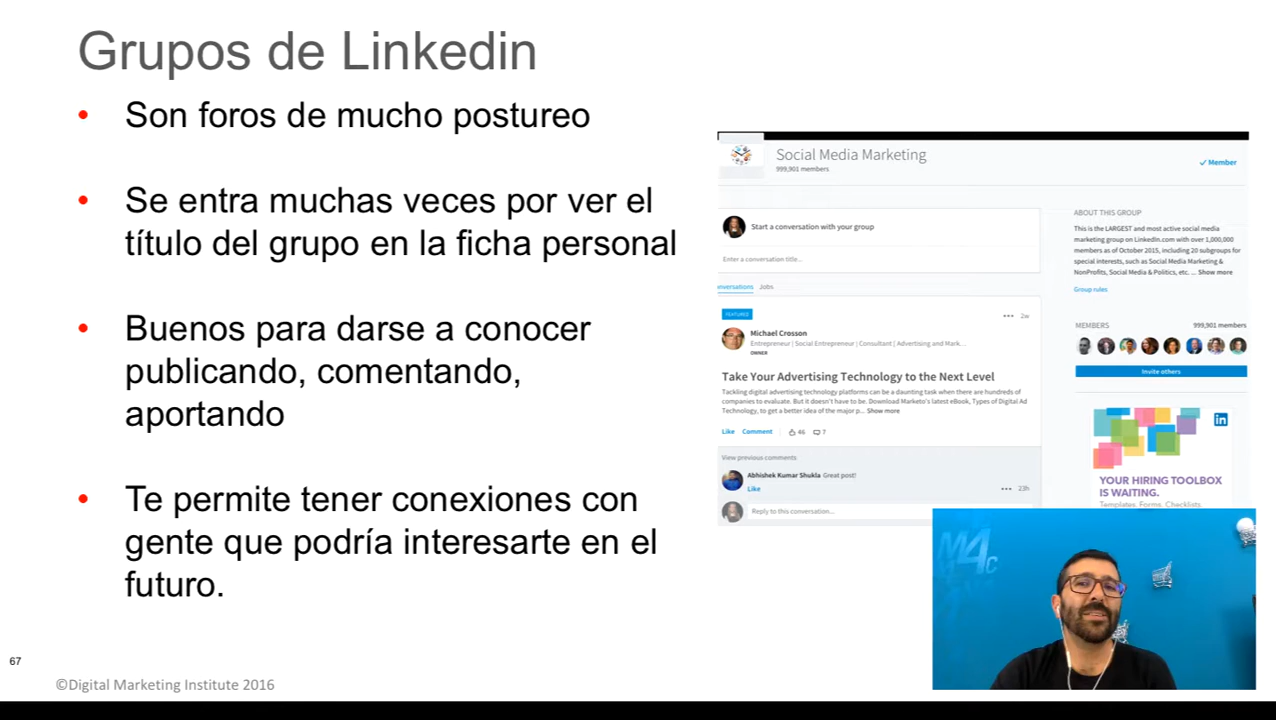 Grupos de Linkedin
• Son foros de mucho postureo
• Se entra muchas veces por ver el
título del grupo en la ficha personal
• Buenos para darse a conocer
publicando, comentando,
aportando
• Te permite tener conexiones con
gente que podría interesarte en el
futuro.
Social Media Marketing
999,901 members
Member
Start a conversation with your group
Enter a conversation title...
nversations Jobs
FEATURED
2w
Michael Crosson
Entrepreneur | Social Entrepreneur | Consultant | Advertising and Mark...
OWNER
Take Your Advertising Technology to the Next Level
Tackling digital advertising technology platforms can be a daunting task when there are hundreds of
companies to evaluate. But it doesn't have to be. Download Marketo's latest eBook, Types of Digital Ad
Technology, to get a better idea of the major p... Show more
Like Comment 46 7
View previous comments
Abhishek Kumar Shukla Great post!
Like
23h
Reply to this conversation...
ABOUT THIS GROUP
This is the LARGEST and most active social media
marketing group on LinkedIn.com with over 1,000,000
members as of October 2015, including 20 subgroups for
special interests, such as Social Media Marketing &
NonProfits, Social Media & Politics, etc. ... Show more
Group rules
MEMBERS 999,901 members
Invite others
in
YOUR HIRING TOOLBOX
IS WAITING.
Templates. Forms. Checklists.
M4c
67
©Digital Marketing Institute 2016